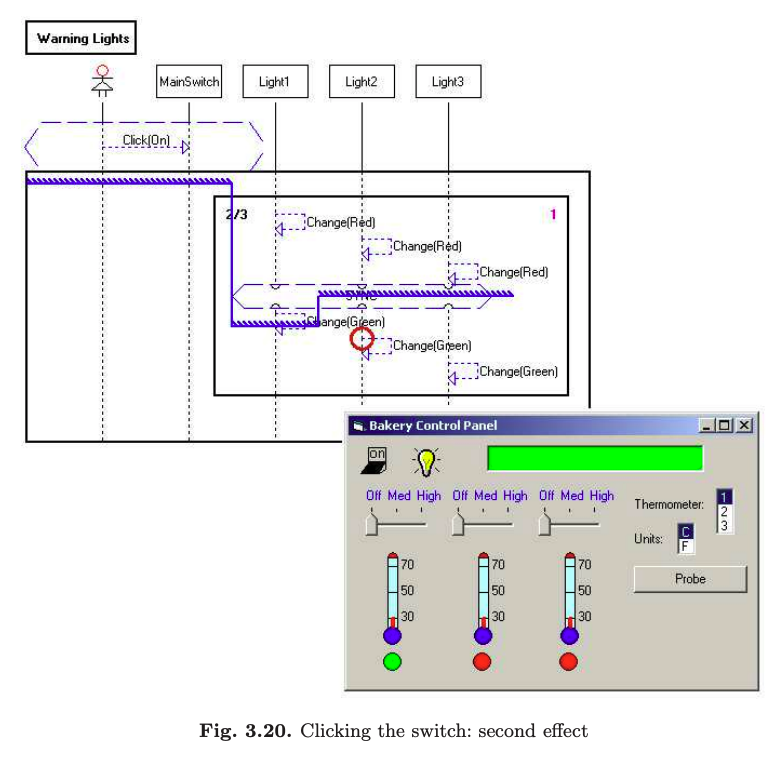 Warning Lights
MainSwitch
Light1
Light2
Light3
Click(On)
2/3
1
Change(Red)
Change(Red)
Change(Red)
SYNC
Change(Green)
Change(Green)
Change(Green)
Bakery Control Panel
on
Off Med High
Off Med High
Off Med High
Thermometer:
1
2
3
Units:
C
F
Probe
70
50
30
70
50
30
70
50
30
Fig. 3.20. Clicking the switch: second effect